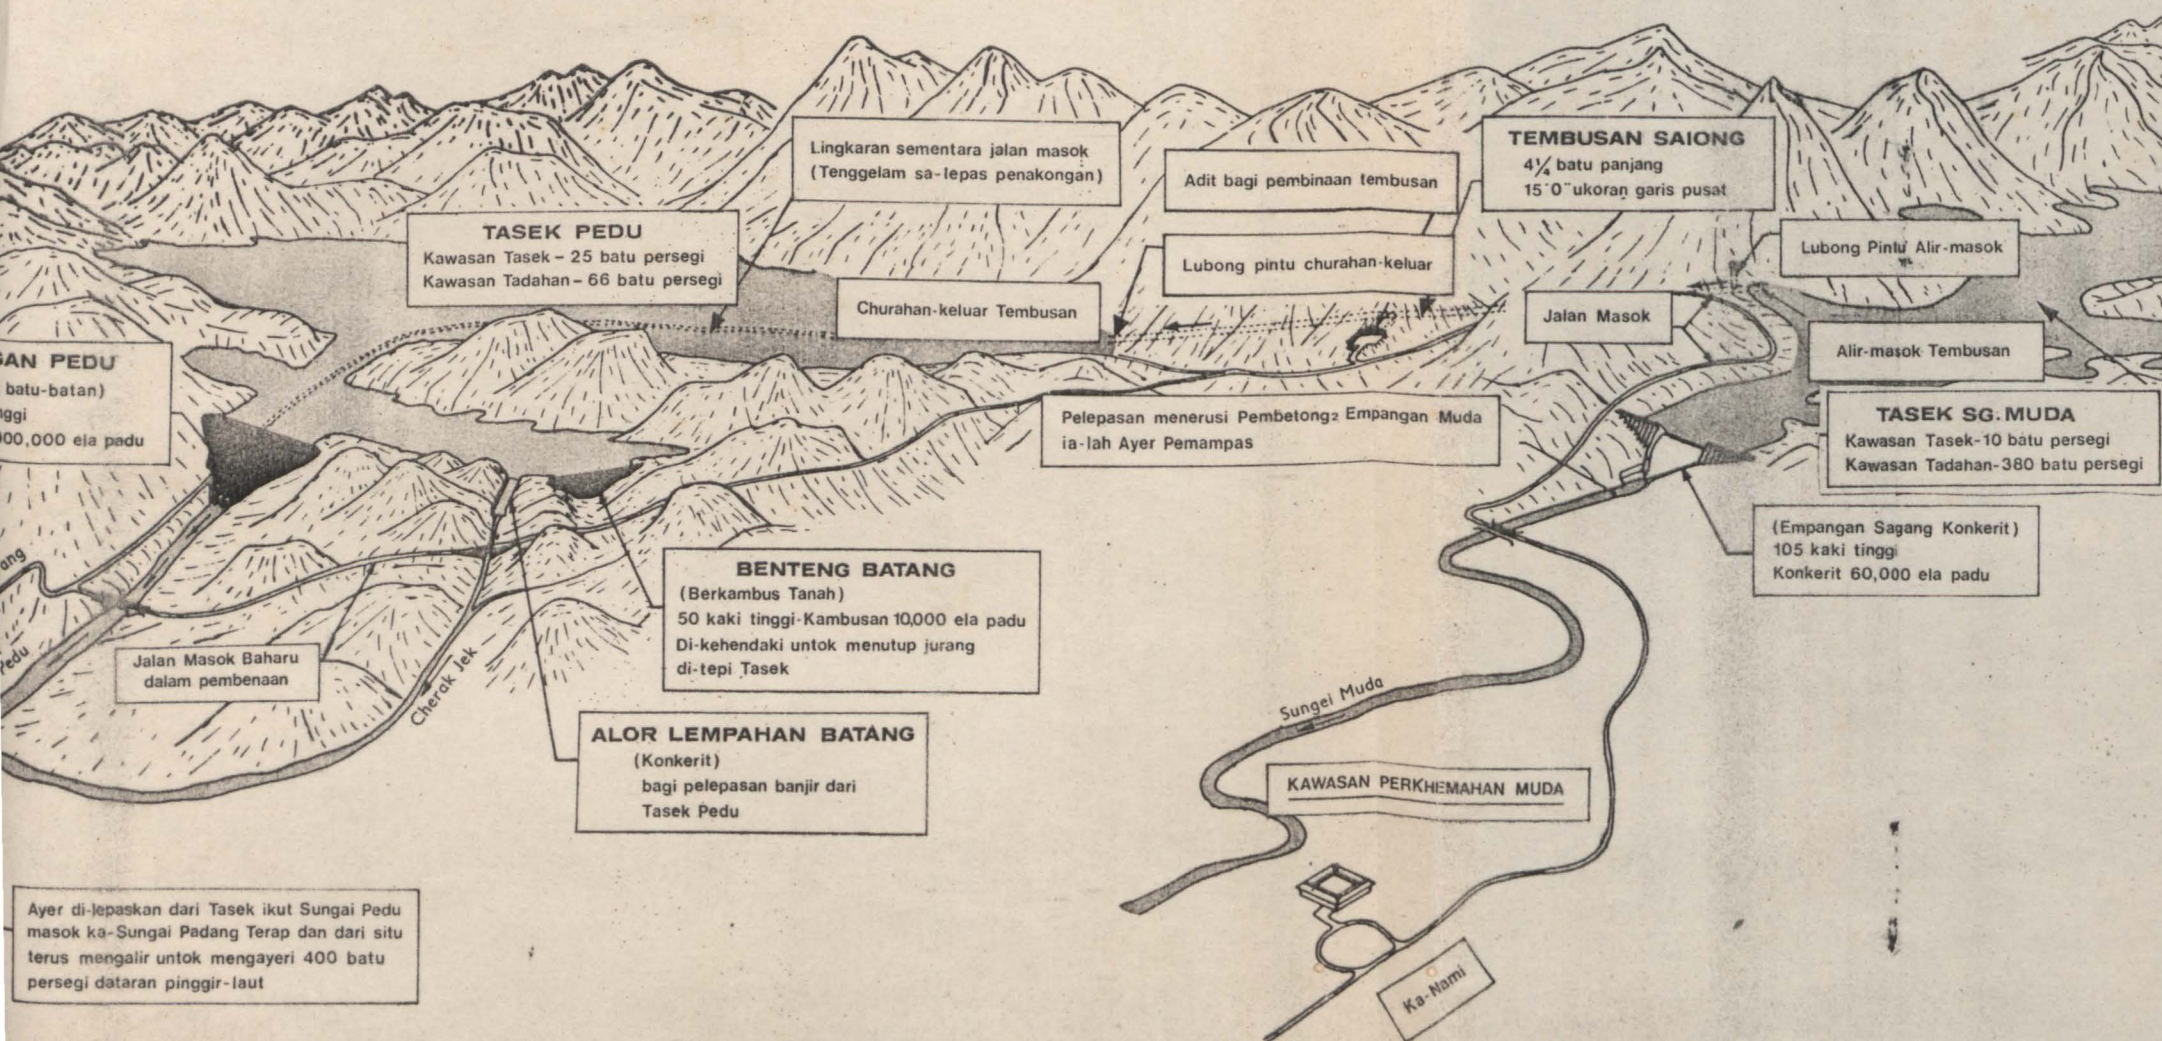 Lingkaran sementara jalan masok
(Tenggelam sa-lepas penakongan)
Adit bagi pembinaan tembusan
TEMBUSAN SAIONG
4¼ batu panjang
15'0" ukoran garis pusat
TASEK PEDU
Kawasan Tasek – 25 batu persegi
Kawasan Tadahan – 66 batu persegi
Churahan-keluar Tembusan
Lubong pintu churahan-keluar
Lubong Pintu Alir-masok
Jalan Masok
Alir-masok Tembusan
GAN PEDU
batu-batan)
nggi
000,000 ela padu
Pelepasan menerusi Pembetong2 Empangan Muda
ia-lah Ayer Pemampas
TASEK SG. MUDA
Kawasan Tasek-10 batu persegi
Kawasan Tadahan-380 batu persegi
(Empangan Sagang Konkerit)
105 kaki tinggi
Konkerit 60,000 ela padu
BENTENG BATANG
(Berkambus Tanah)
50 kaki tinggi-Kambusan 10,000 ela padu
Di-kehendaki untok menutup jurang
di-tepi Tasek
ang
Pedu
Jalan Masok Baharu
dalam pembenaan
Cherak Jek
ALOR LEMPAHAN BATANG
(Konkerit)
bagi pelepasan banjir dari
Tasek Pedu
Sungei Muda
KAWASAN PERKHEMAHAN MUDA
Ayer di-lepaskan dari Tasek ikut Sungai Pedu
masok ka-Sungai Padang Terap dan dari situ
terus mengalir untok mengayeri 400 batu
persegi dataran pinggir-laut
Ka-Nami